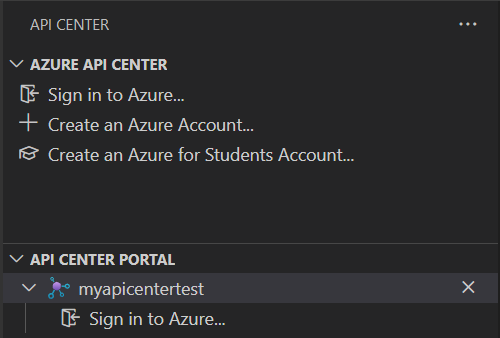 API CENTER
AZURE API CENTER
Sign in to Azure...
Create an Azure Account...
Create an Azure for Students Account...
API CENTER PORTAL
myapicentertest
Sign in to Azure...